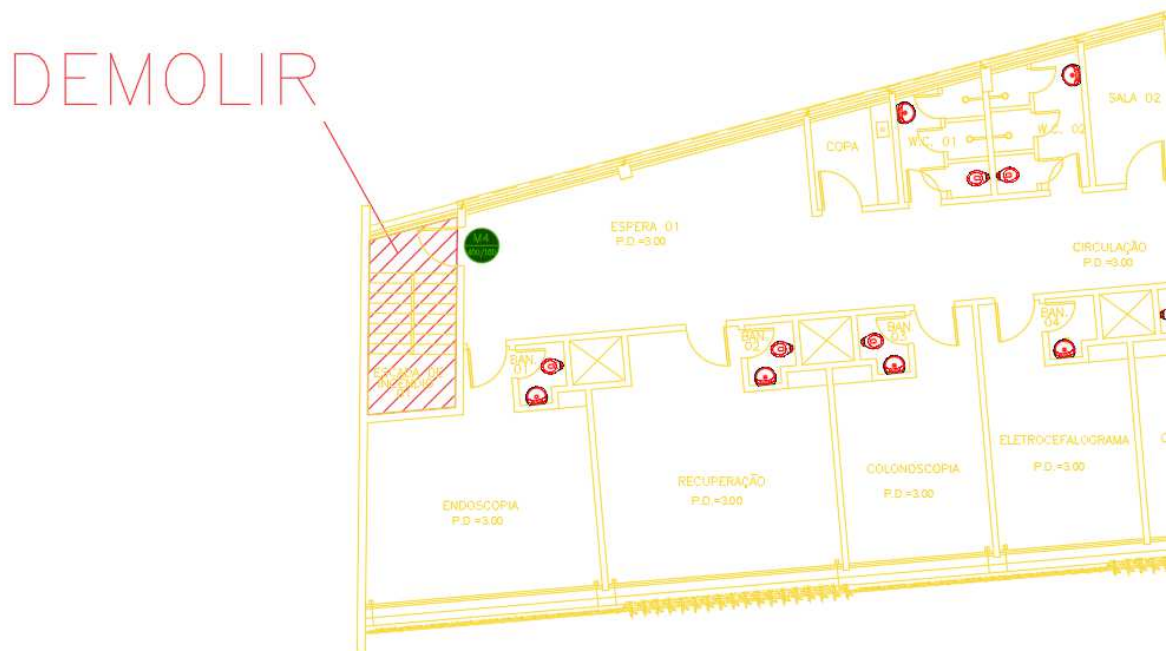 DEMOLIR
SALA 02
COPA
W.C. 01
W.C. 02
ESPERA 01
P.D.=3.00
M4
CIRCULAÇÃO
P.D.=3.00
BAN.
01
BAN.
02
BAN.
03
BAN.
04
ESCADA DE
INCÊNDIO
01
ENDOSCOPIA
P.D.=3.00
RECUPERAÇÃO
P.D.=3.00
COLONOSCOPIA
P.D.=3.00
ELETROCEFALOGRAMA
P.D.=3.00